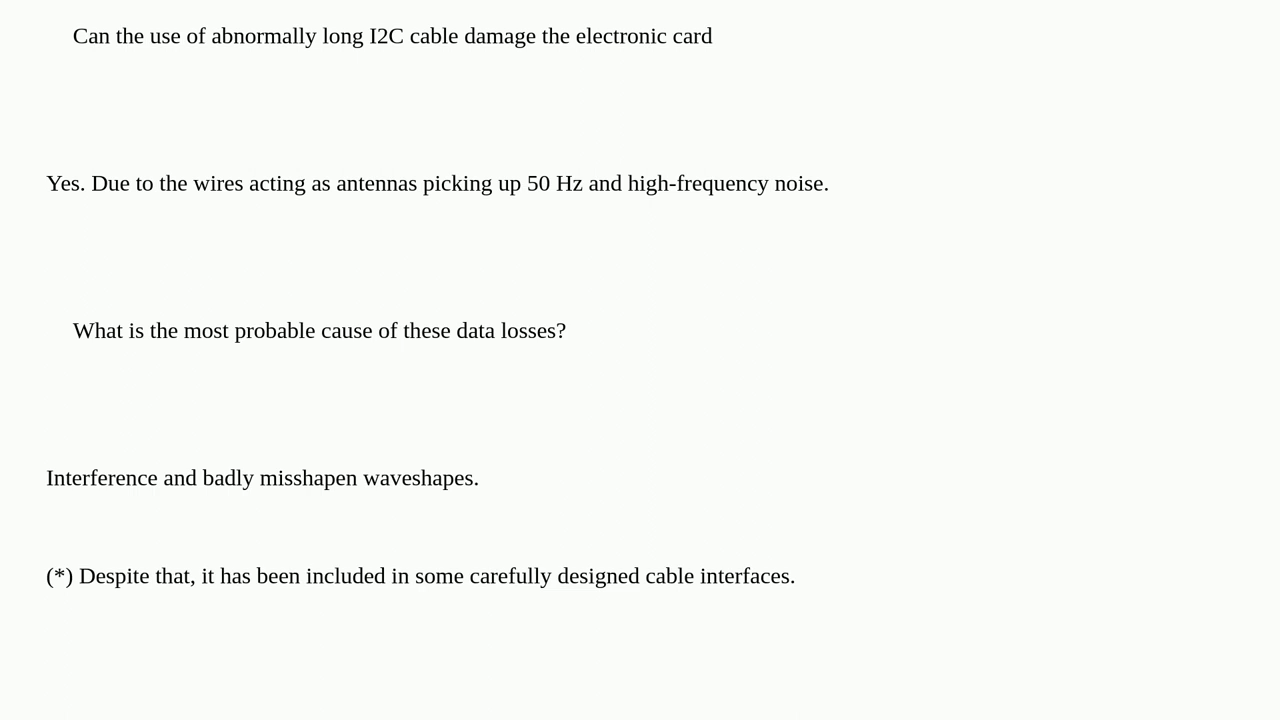 Can the use of abnormally long I2C cable damage the electronic card
Yes. Due to the wires acting as antennas picking up 50 Hz and high-frequency noise.
What is the most probable cause of these data losses?
Interference and badly misshapen waveshapes.
(*) Despite that, it has been included in some carefully designed cable interfaces.